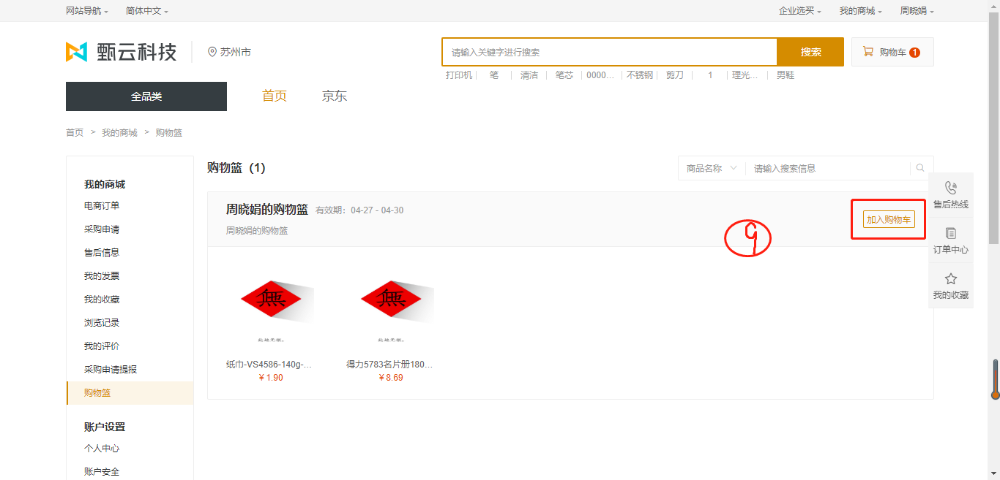 网站导航 简体中文 企业选买 我的商城 周晓娟
甄云科技 苏州市 请输入关键字进行搜索 搜索 购物车 1
打印机 笔 清洁 笔芯 0000... 不锈钢 剪刀 1 理光... 男鞋
全品类 首页 京东
首页 > 我的商城 > 购物篮
购物篮（1） 商品名称 请输入搜索信息
我的商城
电商订单
采购申请
售后信息
我的发票
我的收藏
浏览记录
我的评价
采购申请提报
购物篮
账户设置
个人中心
账户安全
周晓娟的购物篮 有效期：04-27 - 04-30
周晓娟的购物篮
加入购物车
9
無 無
此越无银。 此越无银。
纸巾-VS4586-140g-... 得力5783名片册180...
¥ 1.90 ¥ 8.69
售后热线
订单中心
我的收藏